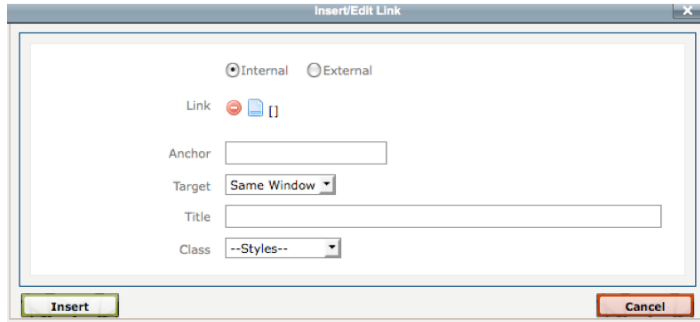 Insert/Edit Link
Internal External
Link []
Anchor
Target Same Window
Title
Class --Styles--
Insert Cancel